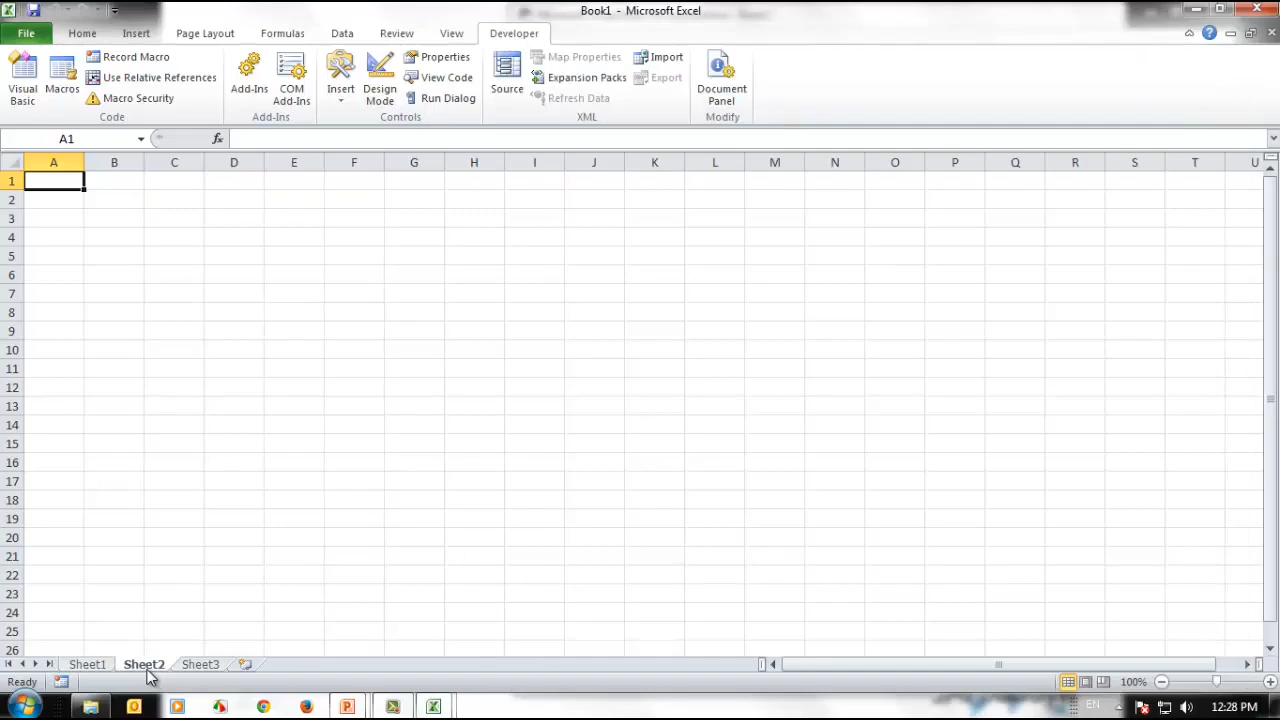 Book1 - Microsoft Excel
File Home Insert Page Layout Formulas Data Review View Developer
Visual Basic
Macros
Record Macro
Use Relative References
Macro Security
Code
Add-Ins
COM Add-Ins
Add-Ins
Insert
Design Mode
Properties
View Code
Run Dialog
Controls
Source
Map Properties
Expansion Packs
Refresh Data
Import
Export
XML
Document Panel
Modify
A1 fx
A B C D E F G H I J K L M N O P Q R S T U
1
2
3
4
5
6
7
8
9
10
11
12
13
14
15
16
17
18
19
20
21
22
23
24
25
26
Sheet1 Sheet2 Sheet3
Ready 100%
EN 12:28 PM